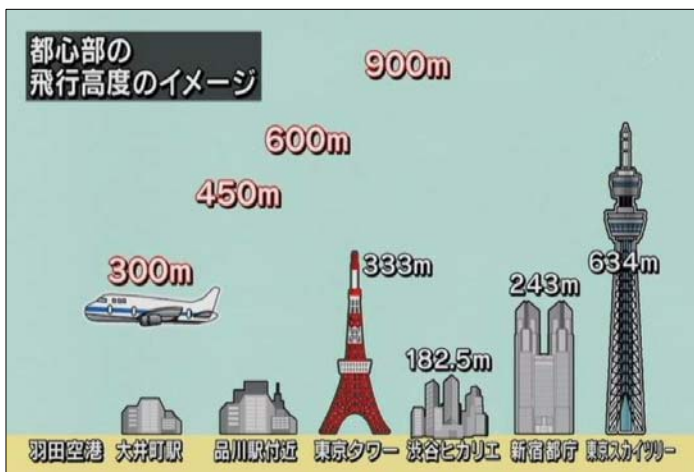 都心部の
飛行高度のイメージ
900m
600m
450m
300m
333m
634m
243m
182.5m
羽田空港 大井町駅 品川駅付近 東京タワー 渋谷ヒカリエ 新宿都庁 東京スカイツリー